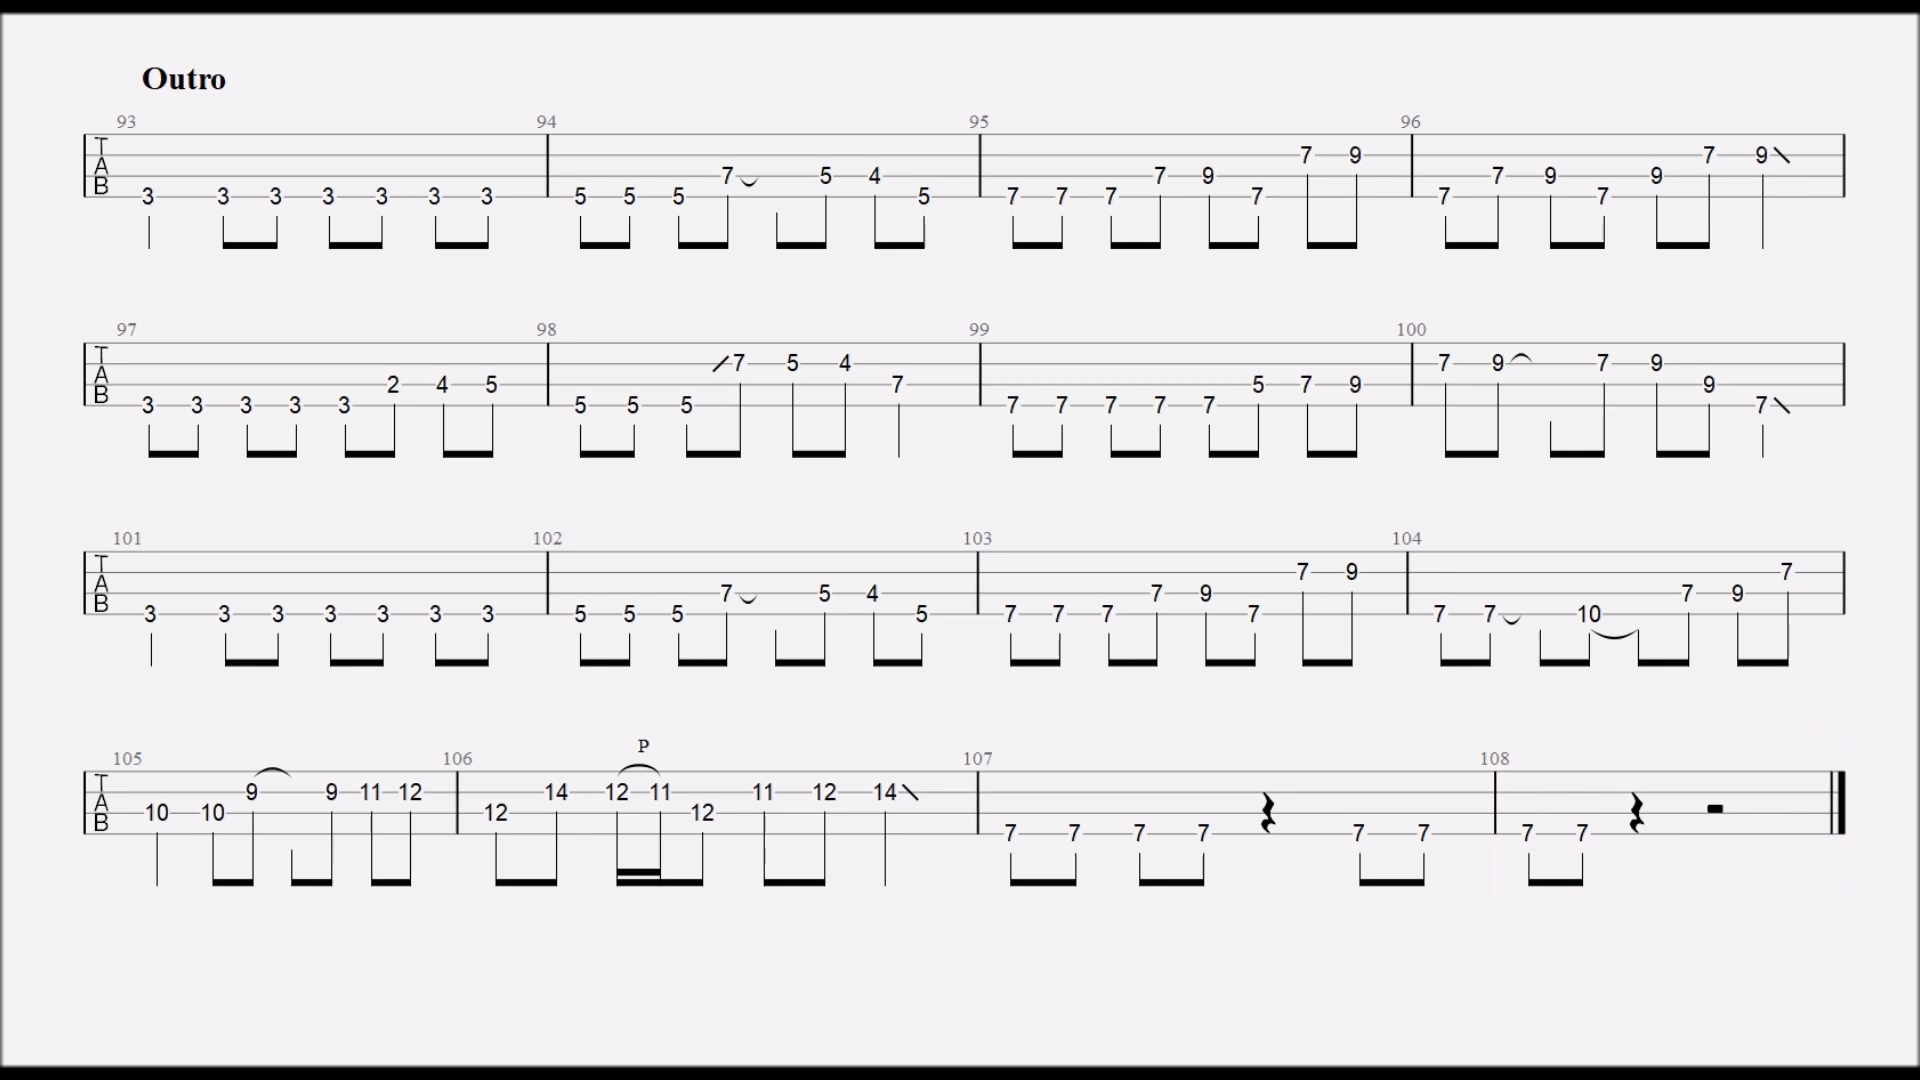 Outro
93 94 95 96
T A B
7 9 7 9
7 5 4 7 9 7 9 9
3 3 3 3 3 3 3 5 5 5 5 7 7 7 7 7 7
97 98 99 100
T A B
7 5 4 7 9 7 9
2 4 5 7 5 7 9 9
3 3 3 3 3 5 5 5 7 7 7 7 7 7
101 102 103 104
T A B
7 9 7
7 5 4 7 9 7 9
3 3 3 3 3 3 3 5 5 5 5 7 7 7 7 7 7 10
105 106 P 107 108
T A B
9 9 11 12 14 12 11 11 12 14
10 10 12 12
7 7 7 7 7 7 7 7